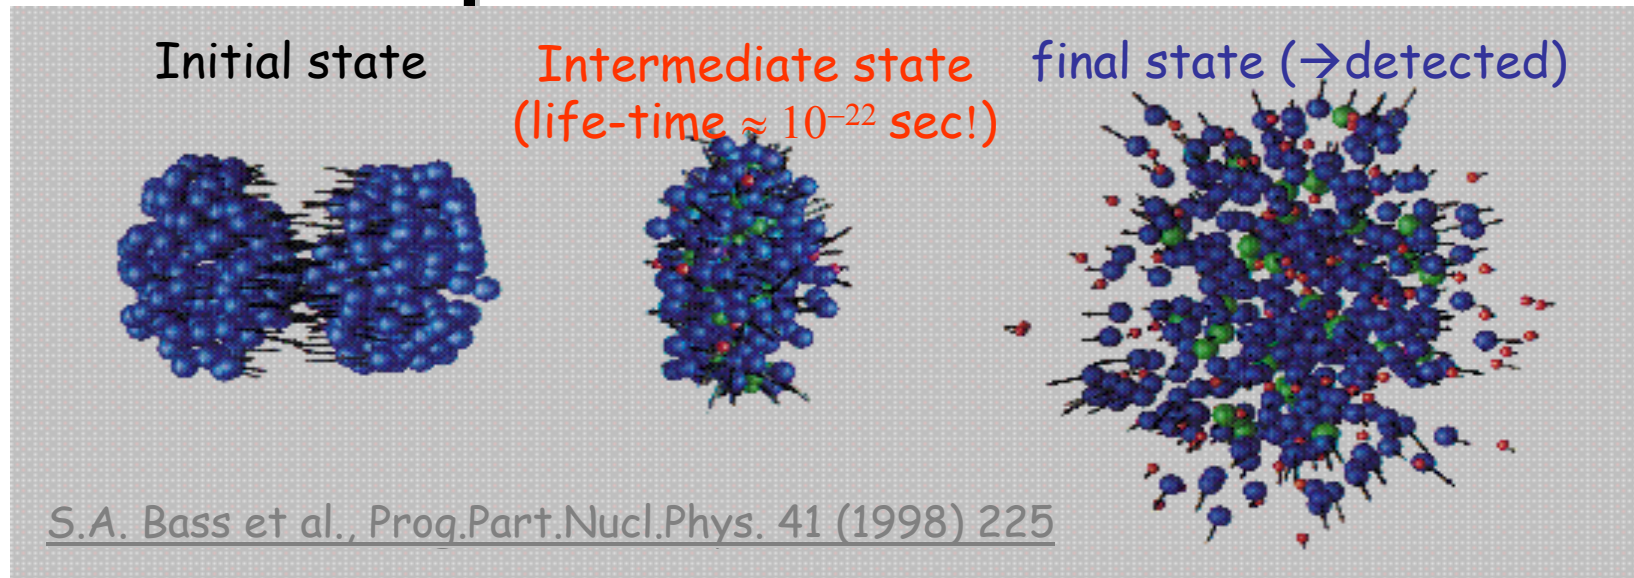 Initial state
Intermediate state
(life-time ≈ 10⁻²² sec!)
final state (→detected)
S.A. Bass et al., Prog.Part.Nucl.Phys. 41 (1998) 225